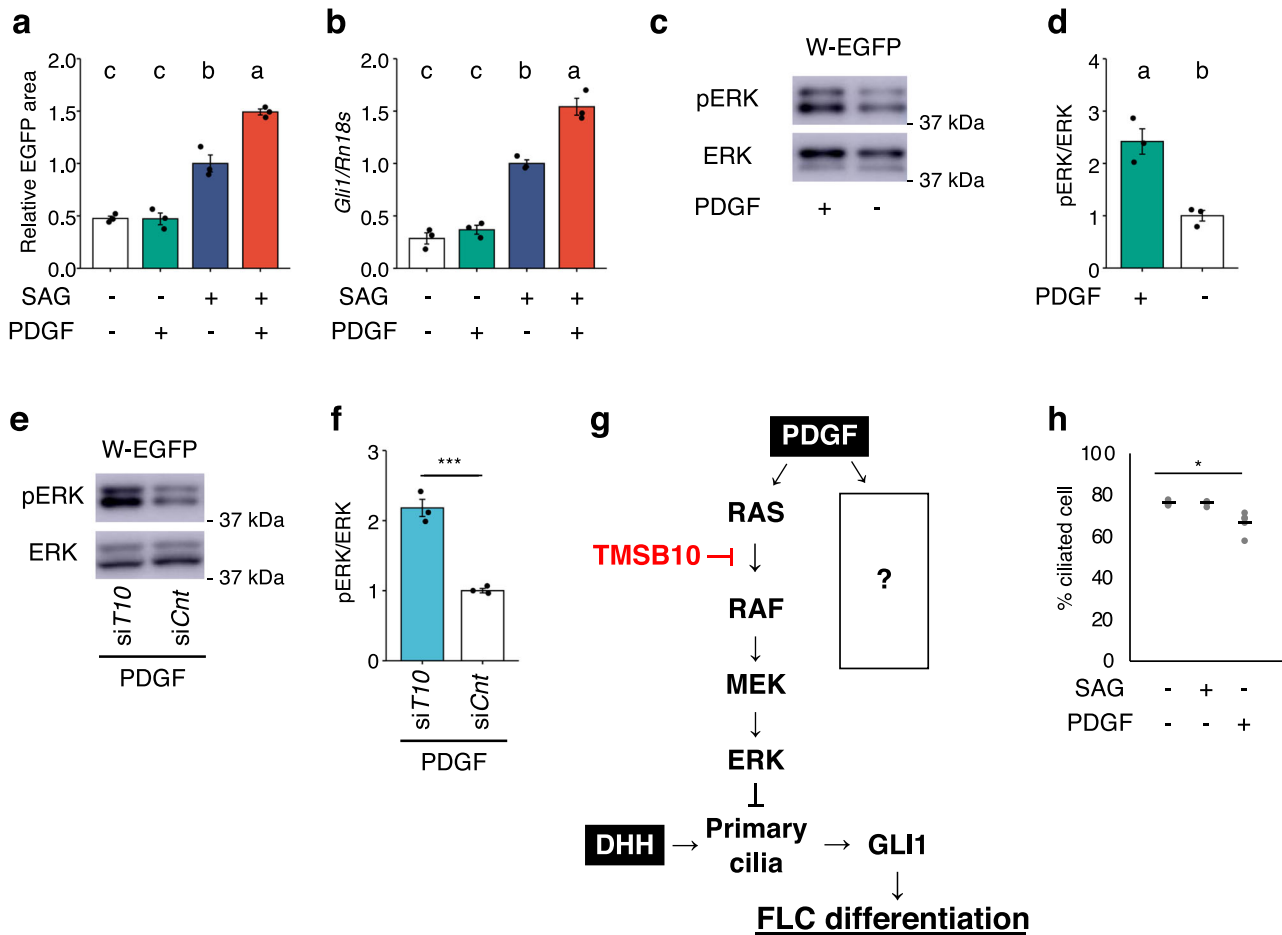 a
Relative EGFP area
c c b a
2.0
1.5
1.0
0.5
0.0
SAG - - + +
PDGF - + - +
b
Gli1/Rn18s
c c b a
2.0
1.5
1.0
0.5
0.0
SAG - - + +
PDGF - + - +
c
W-EGFP
pERK
- 37 kDa
ERK
PDGF + -
d
pERK/ERK
a b
4
3
2
1
0
PDGF + -
e
W-EGFP
pERK
- 37 kDa
ERK
- 37 kDa
siT10 siCnt
PDGF
f
pERK/ERK
***
3
2
1
0
siT10 siCnt
PDGF
g
PDGF
RAS
TMSB10
?
RAF
MEK
ERK
DHH → Primary cilia → GLI1
FLC differentiation
h
% ciliated cell
*
100
80
60
40
20
0
SAG - + -
PDGF - - +